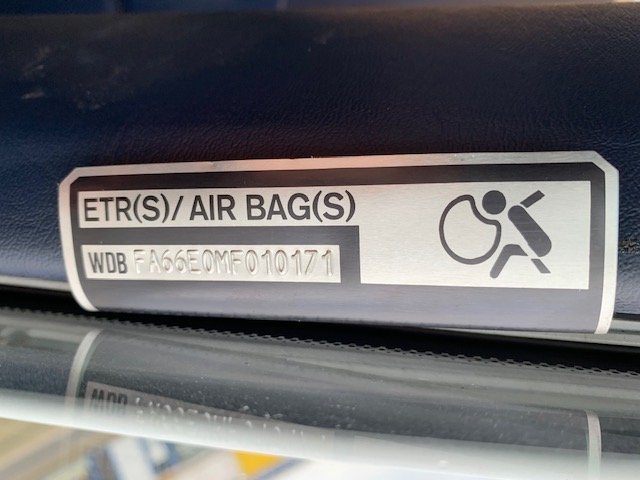 ETR(S)/AIR BAG(S)
WDB FA66E0MF010171